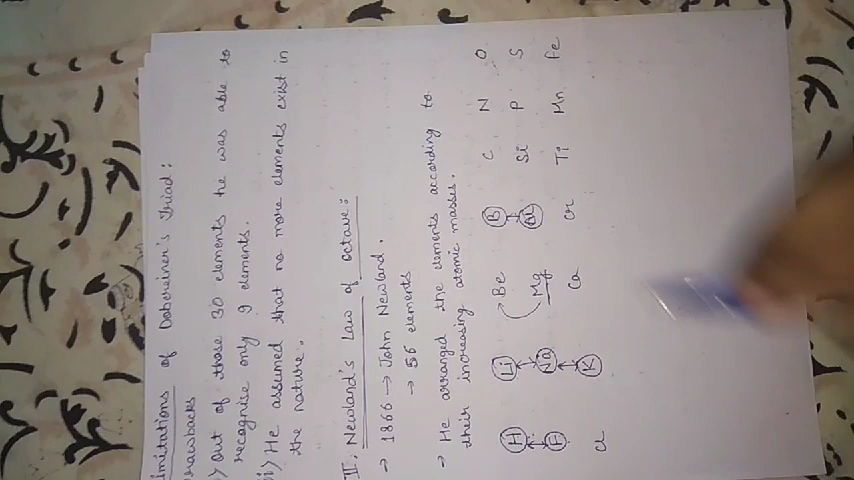 imitations of Dobereiner's Triad:
rawbacks
i) Out of those 30 elements he was able to
recognise only 9 elements.
ii) He assumed that no more elements exist in
the nature.
II. Newland's Law of octave:
→ 1866 → John Newland.
→ 56 elements
→ He arranged the elements according to
their increasing atomic masses.
H Li Be B C N O
F Na Mg Al Si P S
Cl K Ca Cr Ti Mn Fe